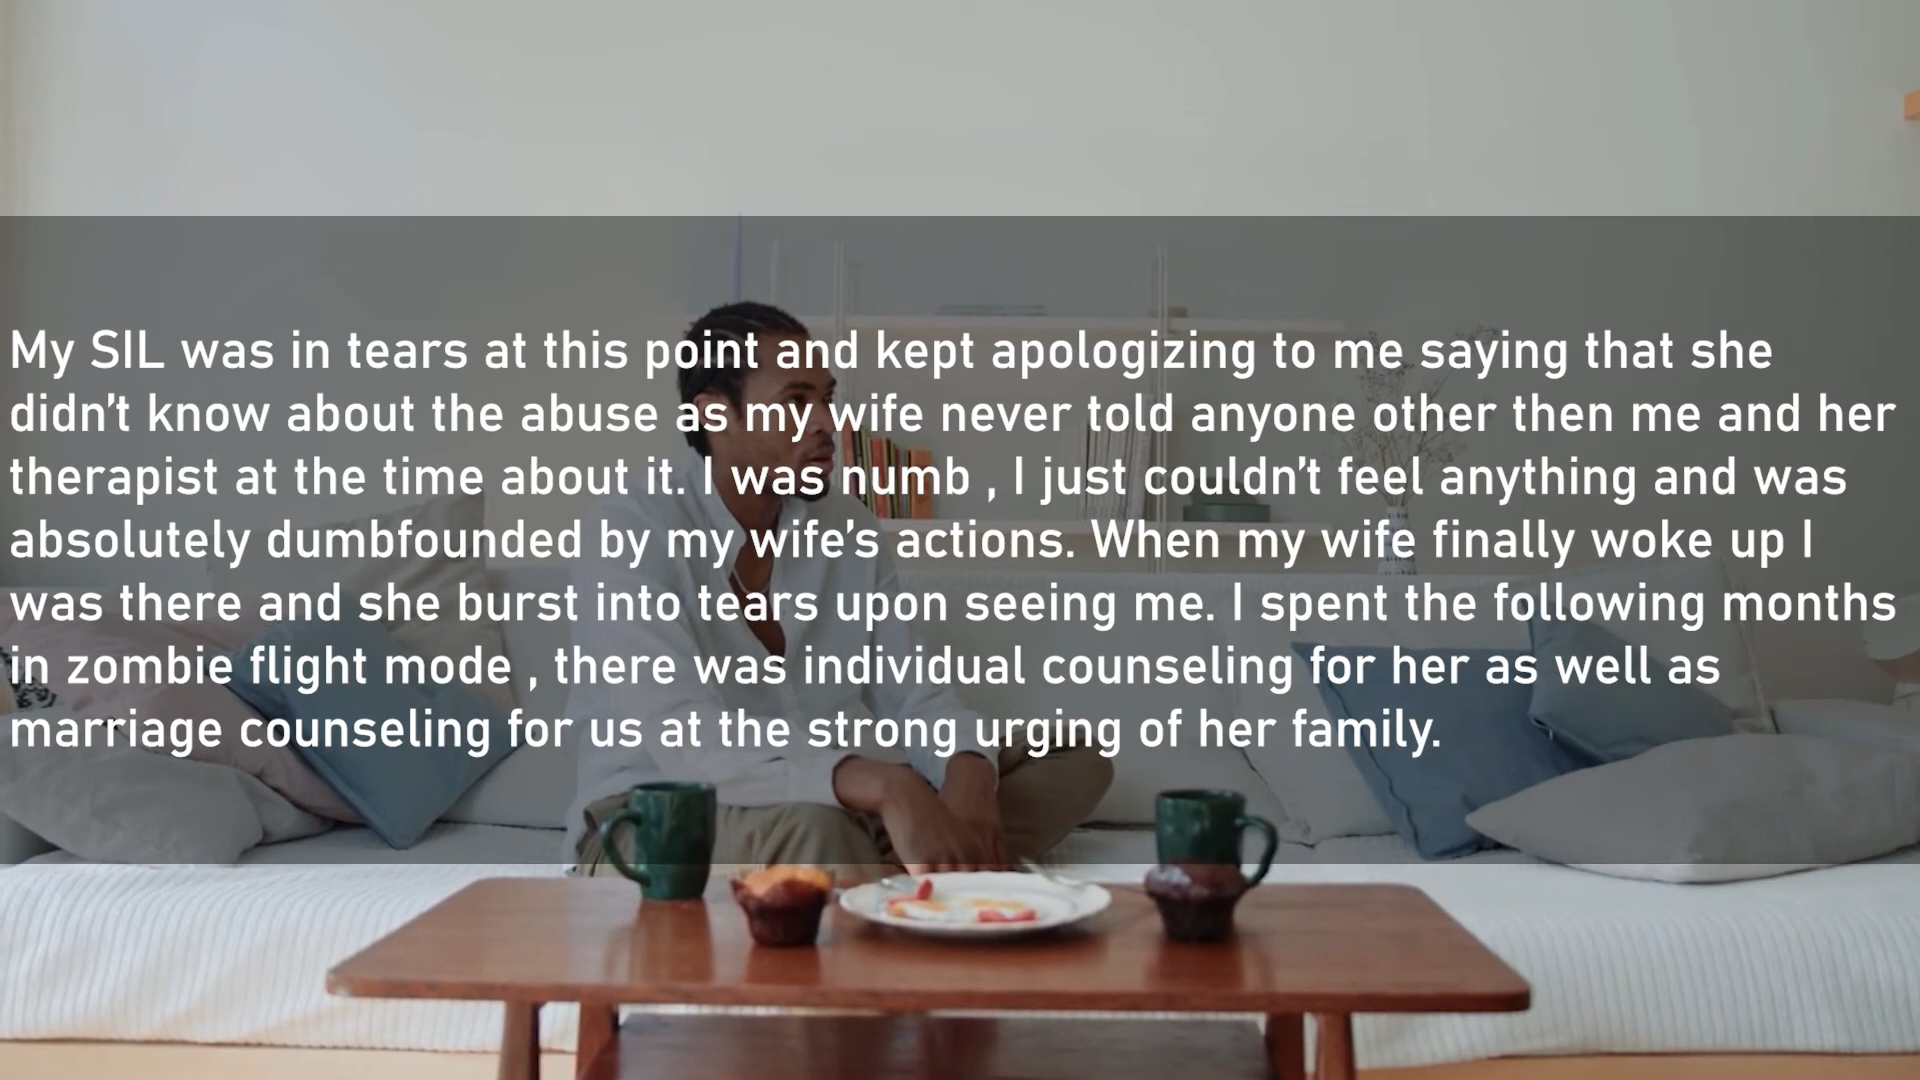 My SIL was in tears at this point and kept apologizing to me saying that she
didn't know about the abuse as my wife never told anyone other then me and her
therapist at the time about it. I was numb , I just couldn't feel anything and was
absolutely dumbfounded by my wife's actions. When my wife finally woke up I
was there and she burst into tears upon seeing me. I spent the following months
in zombie flight mode , there was individual counseling for her as well as
marriage counseling for us at the strong urging of her family.